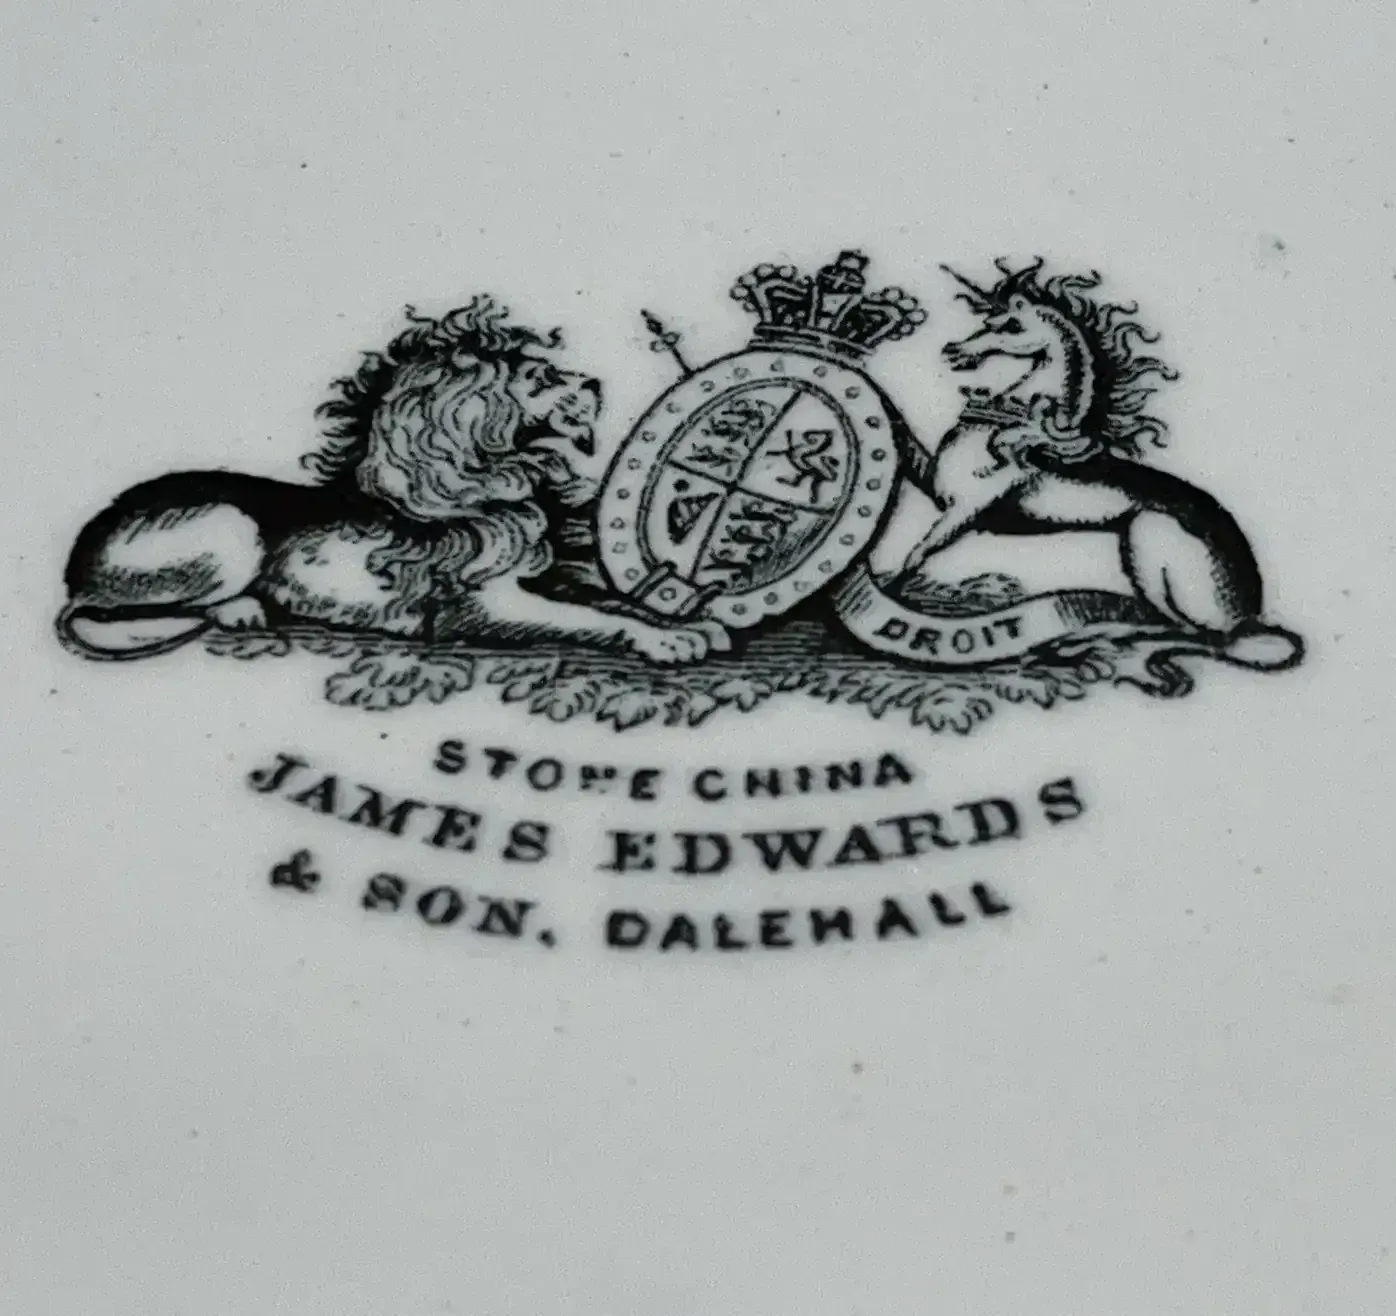 DROIT
STONE CHINA
JAMES EDWARDS
& SON. DALEHALL